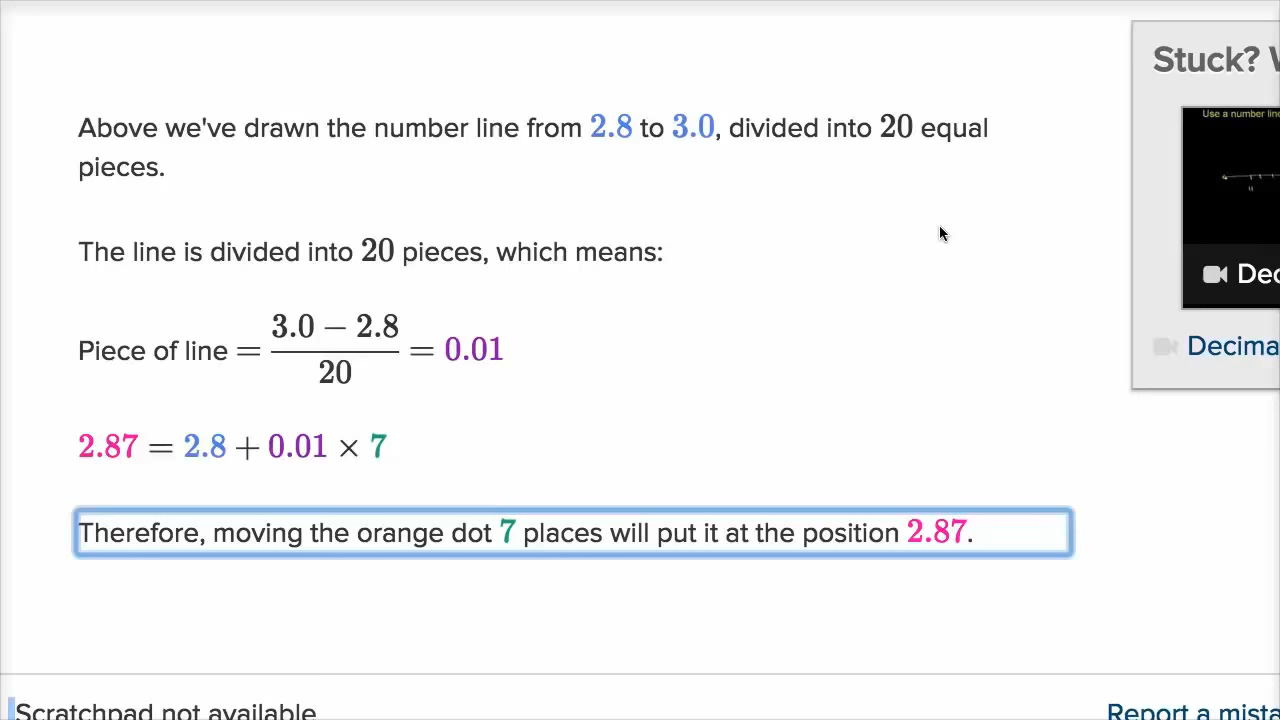 Stuck? W
Use a number line
Above we've drawn the number line from 2.8 to 3.0, divided into 20 equal
pieces.
The line is divided into 20 pieces, which means:
Dec
Piece of line = (3.0 − 2.8)/20 = 0.01
Decima
2.87 = 2.8 + 0.01 × 7
Therefore, moving the orange dot 7 places will put it at the position 2.87.
Scratchpad not available
Report a mista